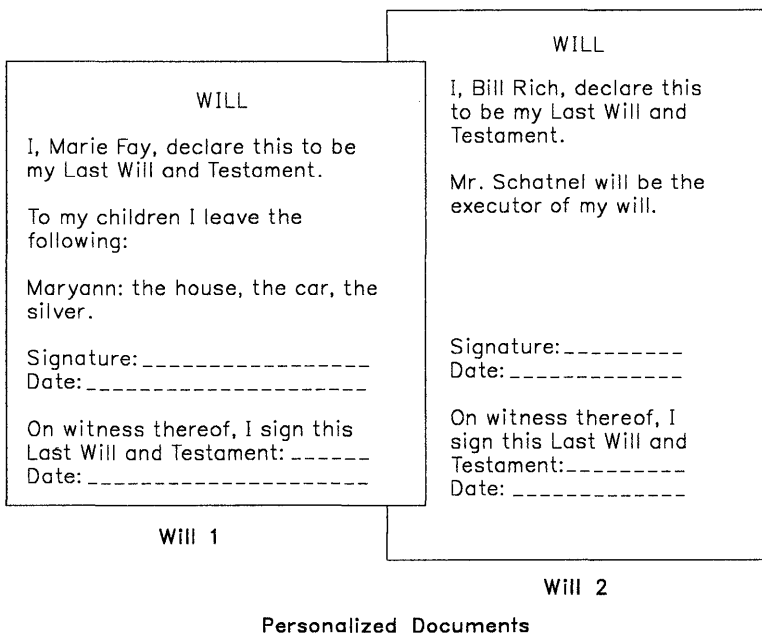 WILL
I, Marie Fay, declare this to be
my Last Will and Testament.
To my children I leave the
following:
Maryann: the house, the car, the
silver.
Signature:_________________
Date:_____________________
On witness thereof, I sign this
Last Will and Testament:______
Date:_____________________
Will 1
WILL
I, Bill Rich, declare this
to be my Last Will and
Testament.
Mr. Schatnel will be the
executor of my will.
Signature:_________
Date:_____________
On witness thereof, I
sign this Last Will and
Testament:_________
Date:_____________
Will 2
Personalized Documents